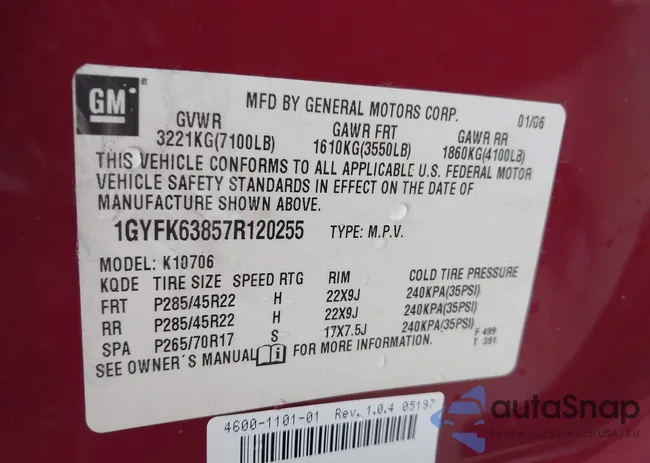 GM ®
MFD BY GENERAL MOTORS CORP. 01/06
GVWR GAWR FRT GAWR RR
3221KG(7100LB) 1610KG(3550LB) 1860KG(4100LB)
THIS VEHICLE CONFORMS TO ALL APPLICABLE U.S. FEDERAL MOTOR
VEHICLE SAFETY STANDARDS IN EFFECT ON THE DATE OF
MANUFACTURE SHOWN ABOVE.
1GYFK63857R120255 TYPE: M.P.V.
MODEL: K10706
KQDE TIRE SIZE SPEED RTG RIM COLD TIRE PRESSURE
FRT P285/45R22 H 22X9J 240KPA(35PSI)
RR P285/45R22 H 22X9J 240KPA(35PSI)
SPA P265/70R17 S 17X7.5J 240KPA(35PSI)
F 499
T 391
SEE OWNER'S MANUAL FOR MORE INFORMATION.
4600-1101-01 Rev. 1.0.4 05197
autoSnap